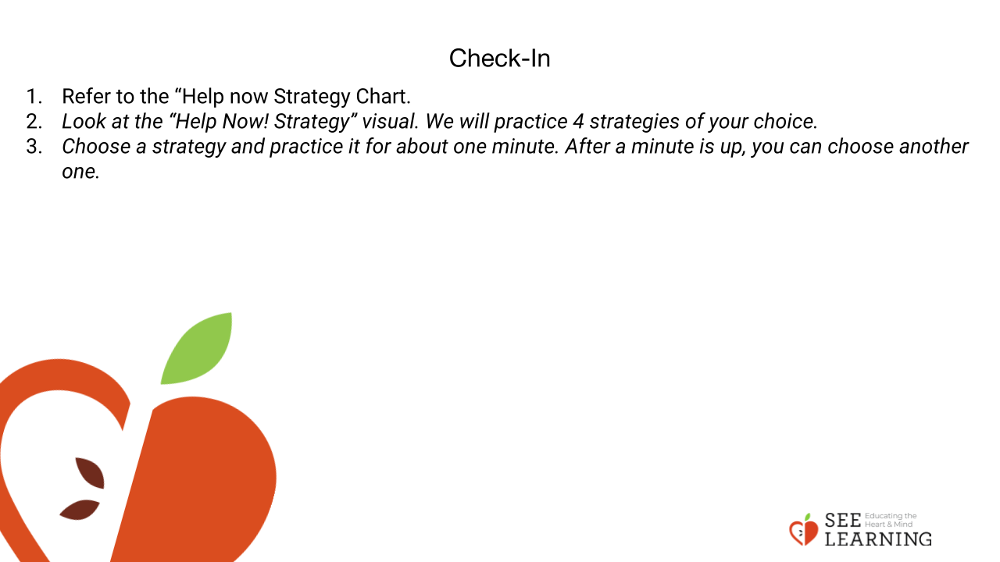 Check-In
1. Refer to the “Help now Strategy Chart.
2. Look at the “Help Now! Strategy” visual. We will practice 4 strategies of your choice.
3. Choose a strategy and practice it for about one minute. After a minute is up, you can choose another
one.
SEE Educating the
Heart & Mind
LEARNING